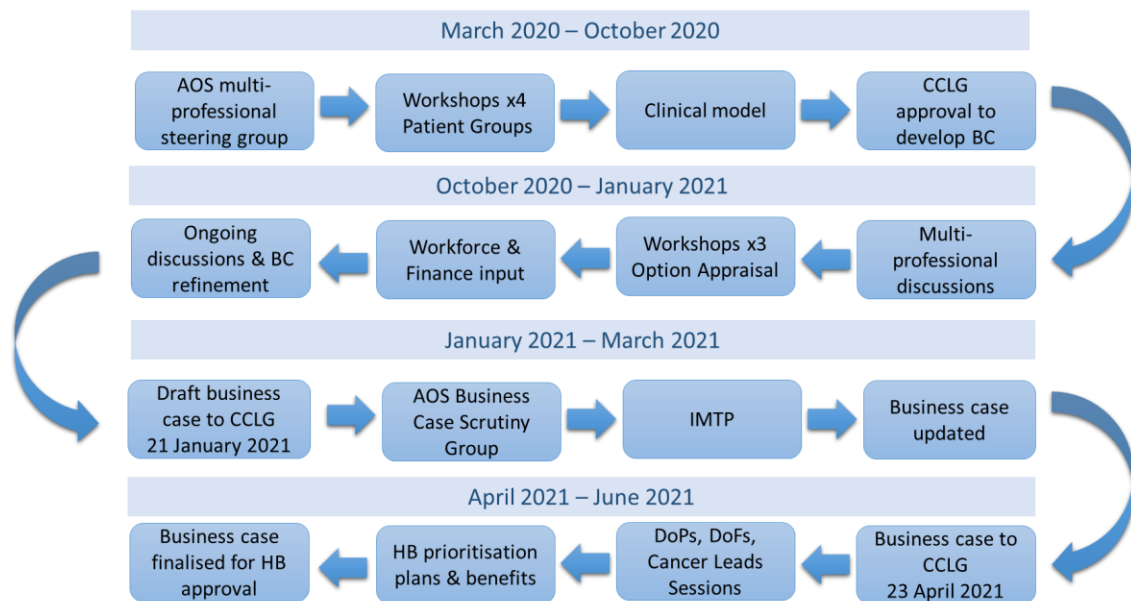 March 2020 – October 2020
AOS multi-
professional
steering group
Workshops x4
Patient Groups
Clinical model
CCLG
approval to
develop BC
October 2020 – January 2021
Ongoing
discussions & BC
refinement
Workforce &
Finance input
Workshops x3
Option Appraisal
Multi-
professional
discussions
January 2021 – March 2021
Draft business
case to CCLG
21 January 2021
AOS Business
Case Scrutiny
Group
IMTP
Business case
updated
April 2021 – June 2021
Business case
finalised for HB
approval
HB prioritisation
plans & benefits
DoPs, DoFs,
Cancer Leads
Sessions
Business case to
CCLG
23 April 2021